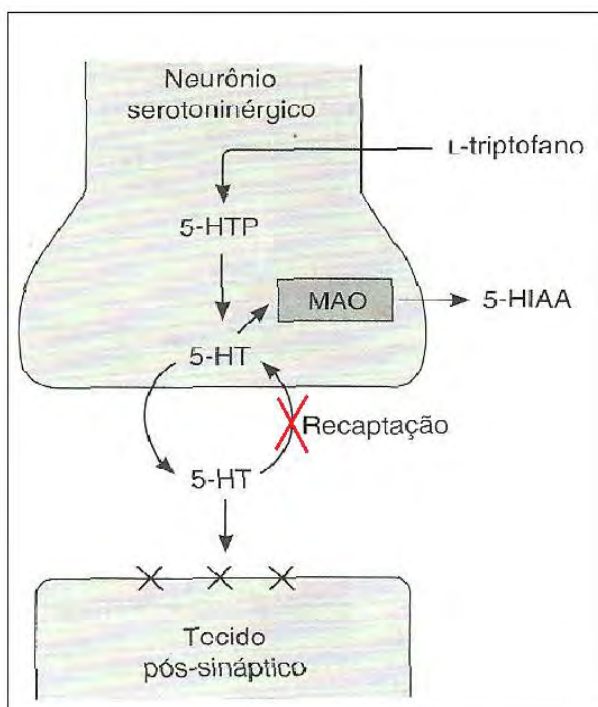 Neurônio
serotoninérgico
L-triptofano
5-HTP
MAO
5-HIAA
5-HT
Recaptação
5-HT
Tecido
pós-sináptico